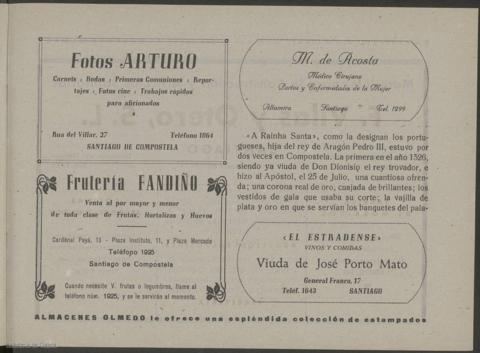 Fotos ARTURO
Carnets : Bodas : Primeras Comuniones : Repor-
tajes : Fotos cine : Trabajos rápidos
para aficionados
Rua del Villar, 27 Teléfono 1864
SANTIAGO DE COMPOSTELA
Frutería FANDIÑO
Venta al por mayor y menor
de toda clase de Frutas, Hortalizas y Huevos
Cardenal Payá, 13 - Plaza Instituto, 11, y Plaza Mercado
Teléfopo 1925
Santiago de Compostela
Cuando necesite V. frutas o legumbres, llame al
teléfono núm. 1925, y se le servirán al momento.
M. de Acosta
Médico Cirujano
Partos y Enfermedades de la Mujer
Altamira Santiago Tel. 1299
«A Rainha Santa», como la designan los portu-
gueses, hija del rey de Aragón Pedro III, estuvo por
dos veces en Compostela. La primera en el año 1326,
siendo ya viuda de Don Dionisio el rey trovador, e
hizo al Apóstol, el 25 de Julio, una cuantiosa ofren-
da; una corona real de oro, cuajada de brillantes; los
vestidos de gala que usaba su corte; la vajilla de
plata y oro en que se servían los banquetes del pala-
«EL ESTRADENSE»
VINOS Y COMIDAS
Viuda de José Porto Mato
General Franco, 17
Teléf. 1643 SANTIAGO
ALMACENES OLMEDO le ofrece una espléndida colección de estampados